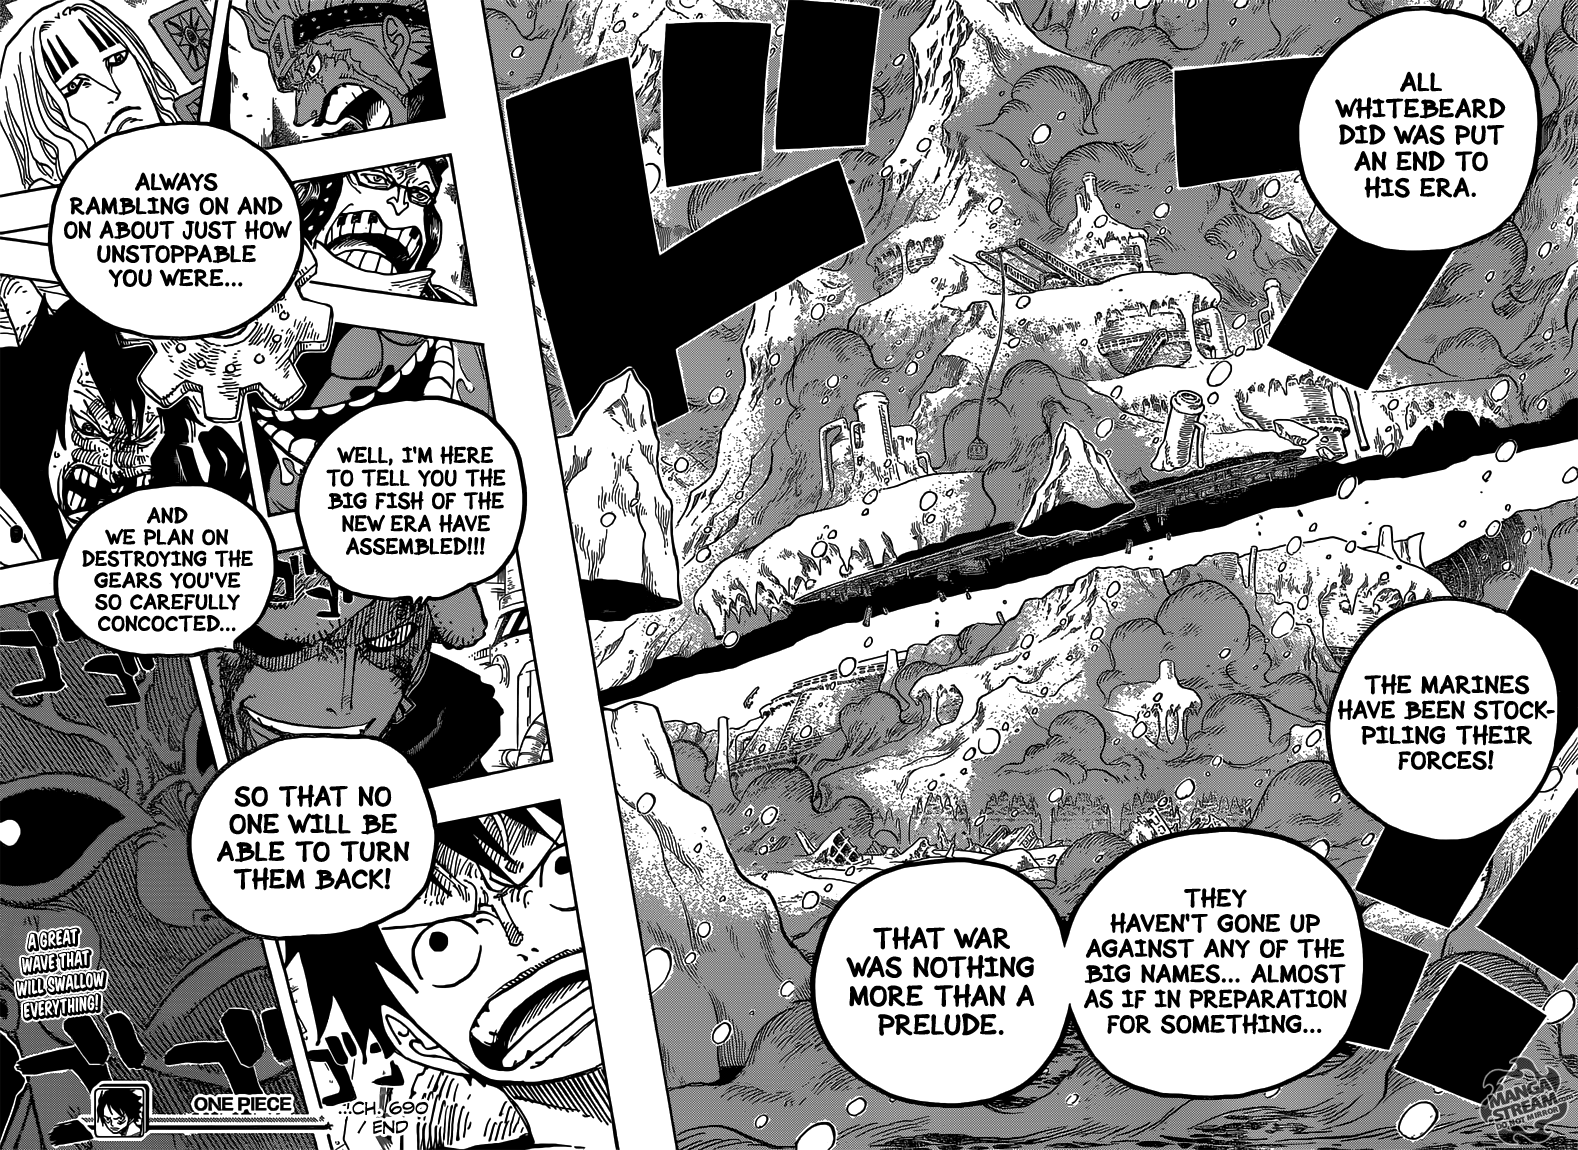 ALL
WHITEBEARD
DID WAS PUT
AN END TO
HIS ERA.
THE MARINES
HAVE BEEN STOCK-
PILING THEIR
FORCES!
THEY
HAVEN'T GONE UP
AGAINST ANY OF THE
BIG NAMES... ALMOST
AS IF IN PREPARATION
FOR SOMETHING...
THAT WAR
WAS NOTHING
MORE THAN A
PRELUDE.
ALWAYS
RAMBLING ON AND
ON ABOUT JUST HOW
UNSTOPPABLE
YOU WERE...
WELL, I'M HERE
TO TELL YOU THE
BIG FISH OF THE
NEW ERA HAVE
ASSEMBLED!!!
AND
WE PLAN ON
DESTROYING THE
GEARS YOU'VE
SO CAREFULLY
CONCOCTED...
SO THAT NO
ONE WILL BE
ABLE TO TURN
THEM BACK!
A GREAT
WAVE THAT
WILL SWALLOW
EVERYTHING!
ONE PIECE
CH. 690
/ END
MANGA
STREAM.com
DO NOT MIRROR!